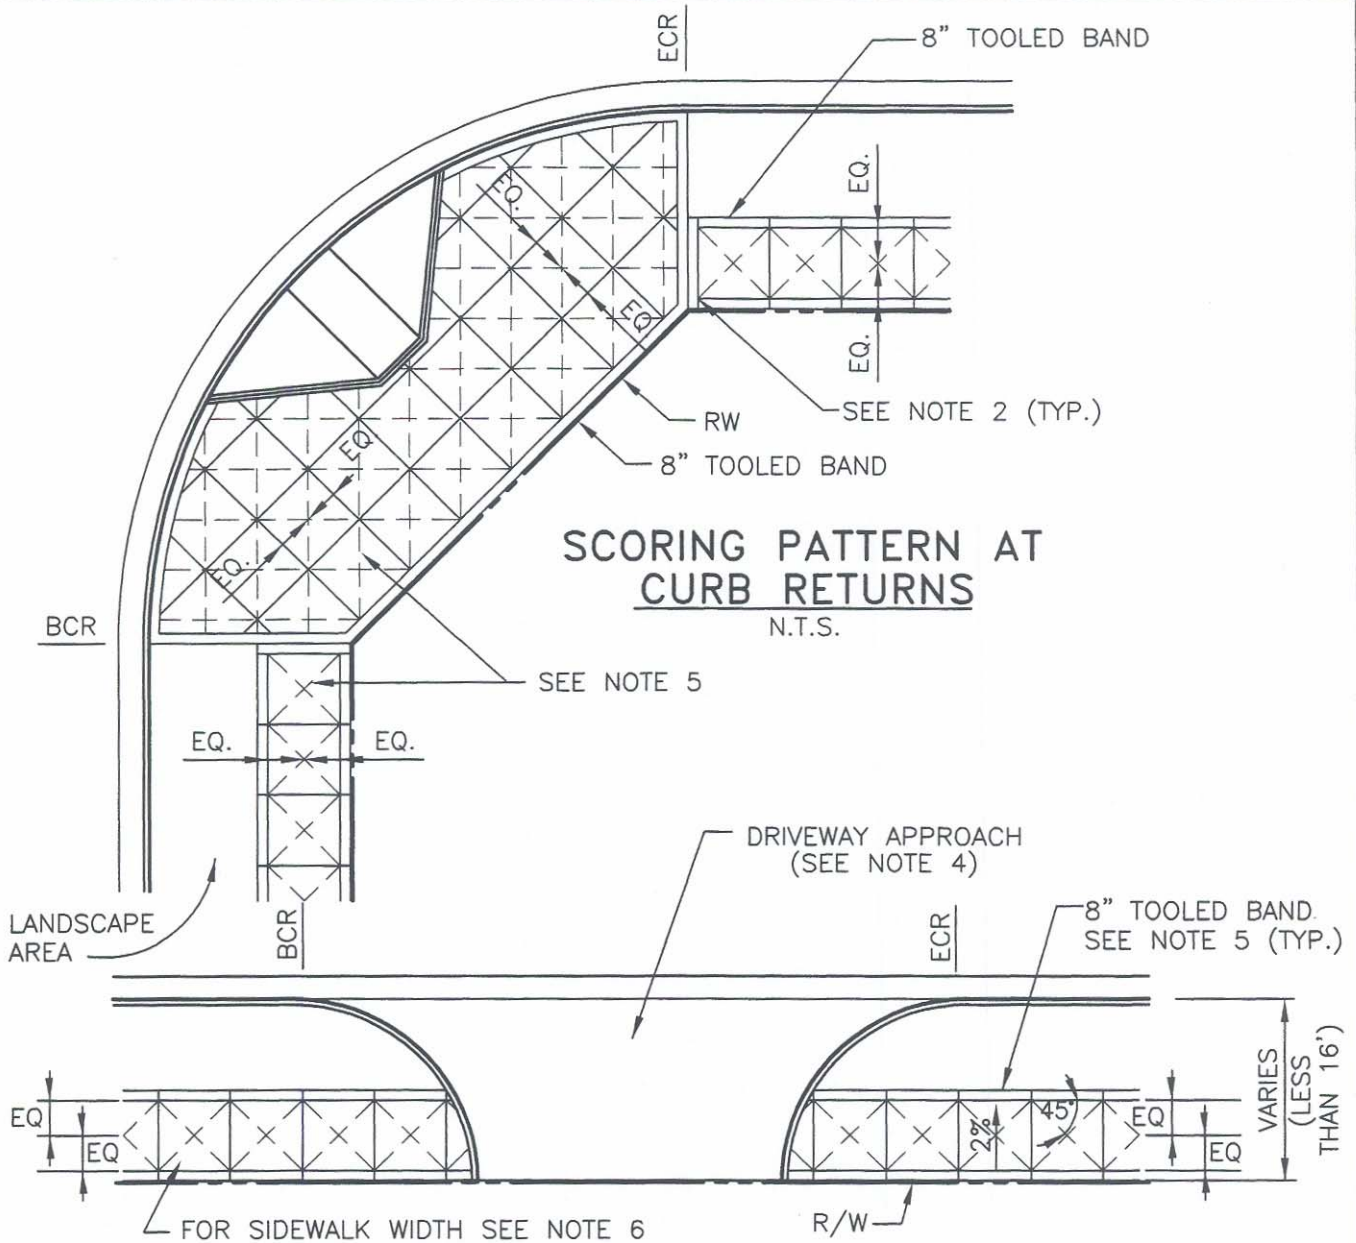 ECR
8" TOOLED BAND
EQ.
EQ.
EQ.
EQ
SEE NOTE 2 (TYP.)
RW
8" TOOLED BAND
EQ
EQ.
SCORING PATTERN AT
CURB RETURNS
N.T.S.
BCR
SEE NOTE 5
EQ.
EQ.
DRIVEWAY APPROACH
(SEE NOTE 4)
LANDSCAPE
AREA
BCR
ECR
8" TOOLED BAND.
SEE NOTE 5 (TYP.)
EQ
EQ
2%
45°
EQ
EQ
VARIES
(LESS
THAN 16')
FOR SIDEWALK WIDTH SEE NOTE 6
R/W